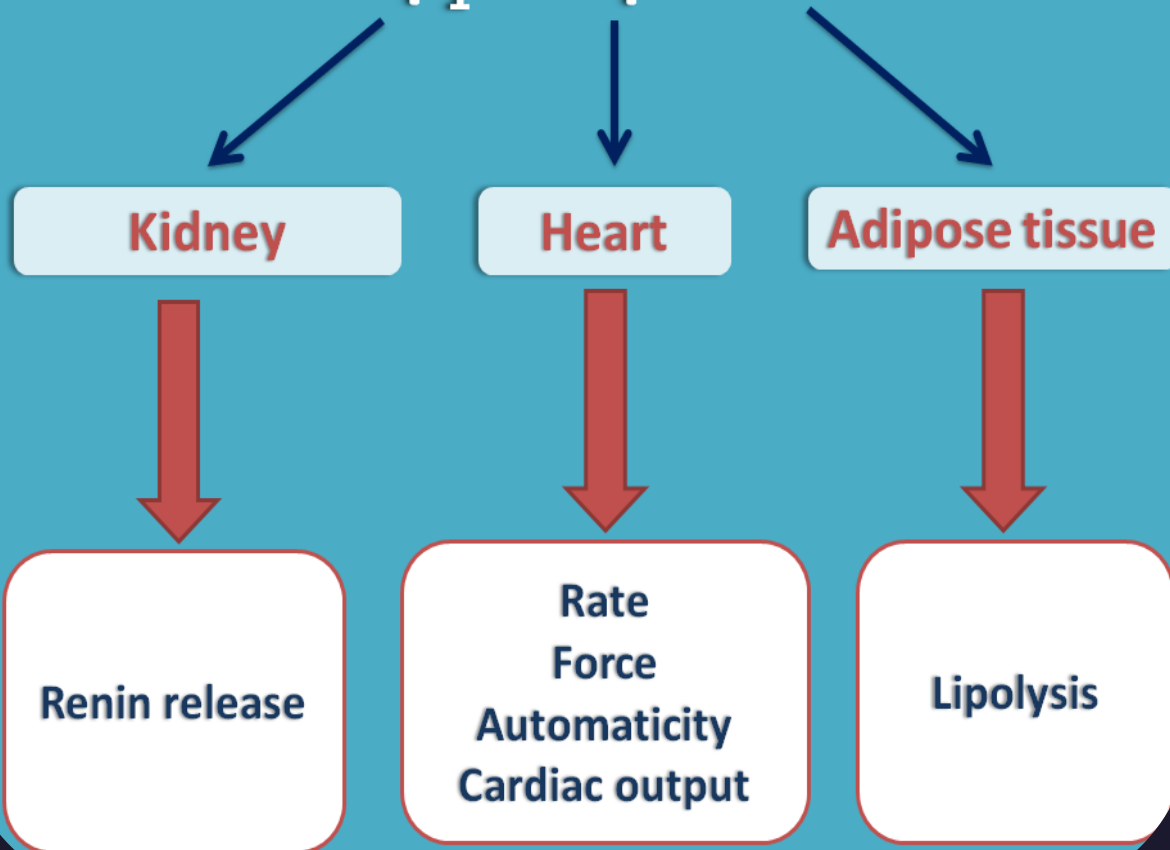 Kidney
Heart
Adipose tissue
Renin release
Rate
Force
Automaticity
Cardiac output
Lipolysis